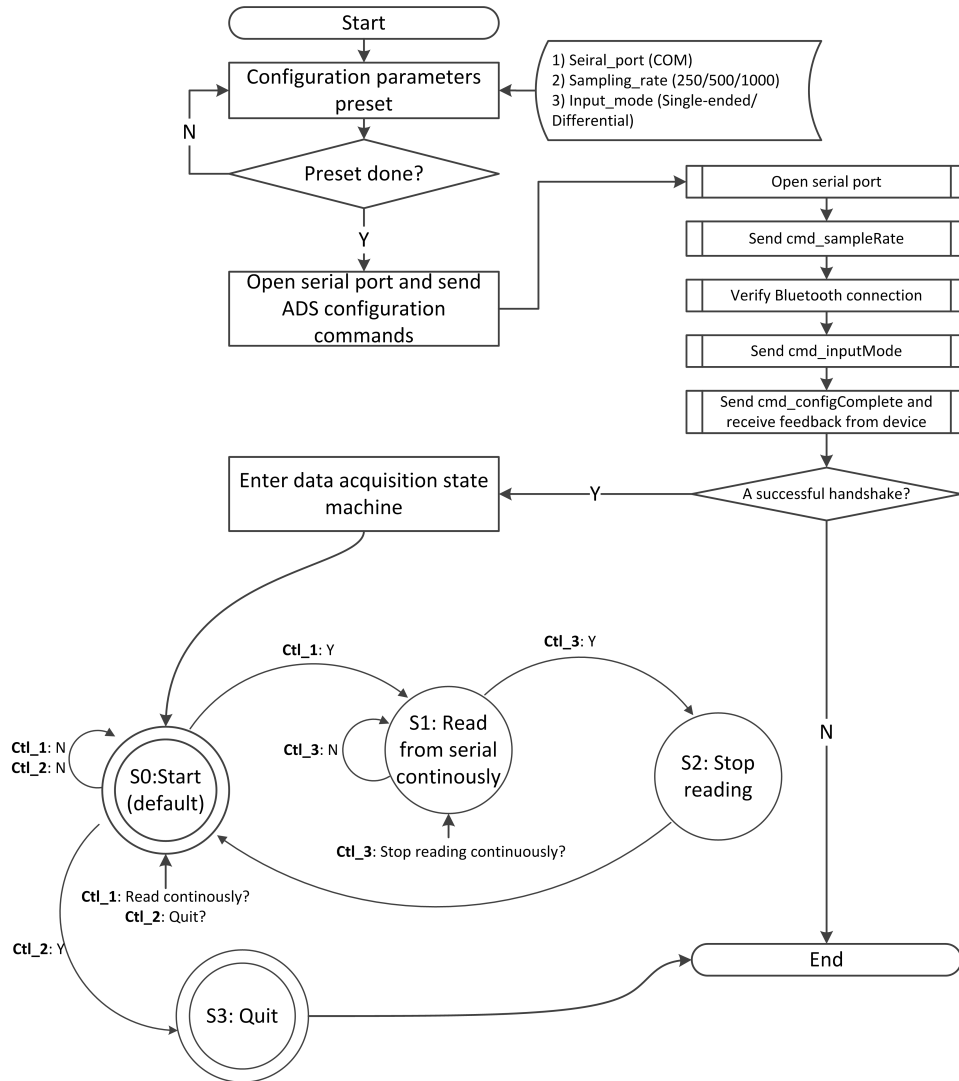 Start
Configuration parameters
preset
1) Seiral_port (COM)
2) Sampling_rate (250/500/1000)
3) Input_mode (Single-ended/
Differential)
N
Preset done?
Y
Open serial port and send
ADS configuration
commands
Open serial port
Send cmd_sampleRate
Verify Bluetooth connection
Send cmd_inputMode
Send cmd_configComplete and
receive feedback from device
A successful handshake?
Y
Enter data acquisition state
machine
N
Ctl_1: Y
Ctl_3: Y
Ctl_1: N
Ctl_2: N
S0:Start
(default)
Ctl_3: N
S1: Read
from serial
continously
S2: Stop
reading
Ctl_3: Stop reading continuously?
Ctl_1: Read continously?
Ctl_2: Quit?
Ctl_2: Y
S3: Quit
End